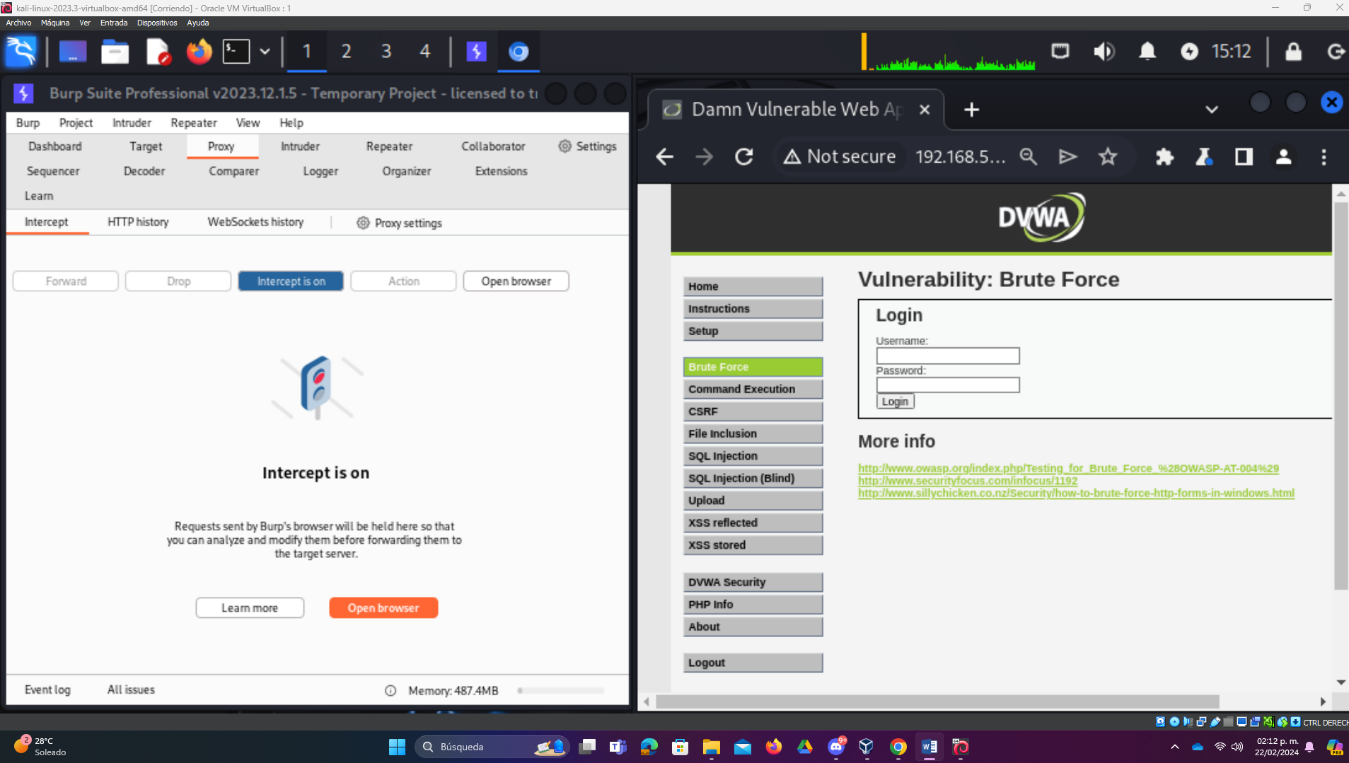 kali-linux-2023.3-virtualbox-amd64 [Corriendo] - Oracle VM VirtualBox : 1
Archivo Máquina Ver Entrada Dispositivos Ayuda
1 2 3 4 15:12
Burp Suite Professional v2023.12.1.5 - Temporary Project - licensed to tr
Burp Project Intruder Repeater View Help
Dashboard Target Proxy Intruder Repeater Collaborator Settings
Sequencer Decoder Comparer Logger Organizer Extensions
Learn
Intercept HTTP history WebSockets history Proxy settings
Forward Drop Intercept is on Action Open browser
Intercept is on
Requests sent by Burp's browser will be held here so that
you can analyze and modify them before forwarding them to
the target server.
Learn more Open browser
Event log All issues Memory: 487.4MB
Damn Vulnerable Web Ap
Not secure 192.168.5...
DVWA
Home
Instructions
Setup
Brute Force
Command Execution
CSRF
File Inclusion
SQL Injection
SQL Injection (Blind)
Upload
XSS reflected
XSS stored
DVWA Security
PHP Info
About
Logout
Vulnerability: Brute Force
Login
Username:
Password:
Login
More info
http://www.owasp.org/index.php/Testing_for_Brute_Force_%28OWASP-AT-004%29
http://www.securityfocus.com/infocus/1192
http://www.sillychicken.co.nz/Security/how-to-brute-force-http-forms-in-windows.html
CTRL DERECH
2 28°C
Soleado
Búsqueda
02:12 p. m.
22/02/2024